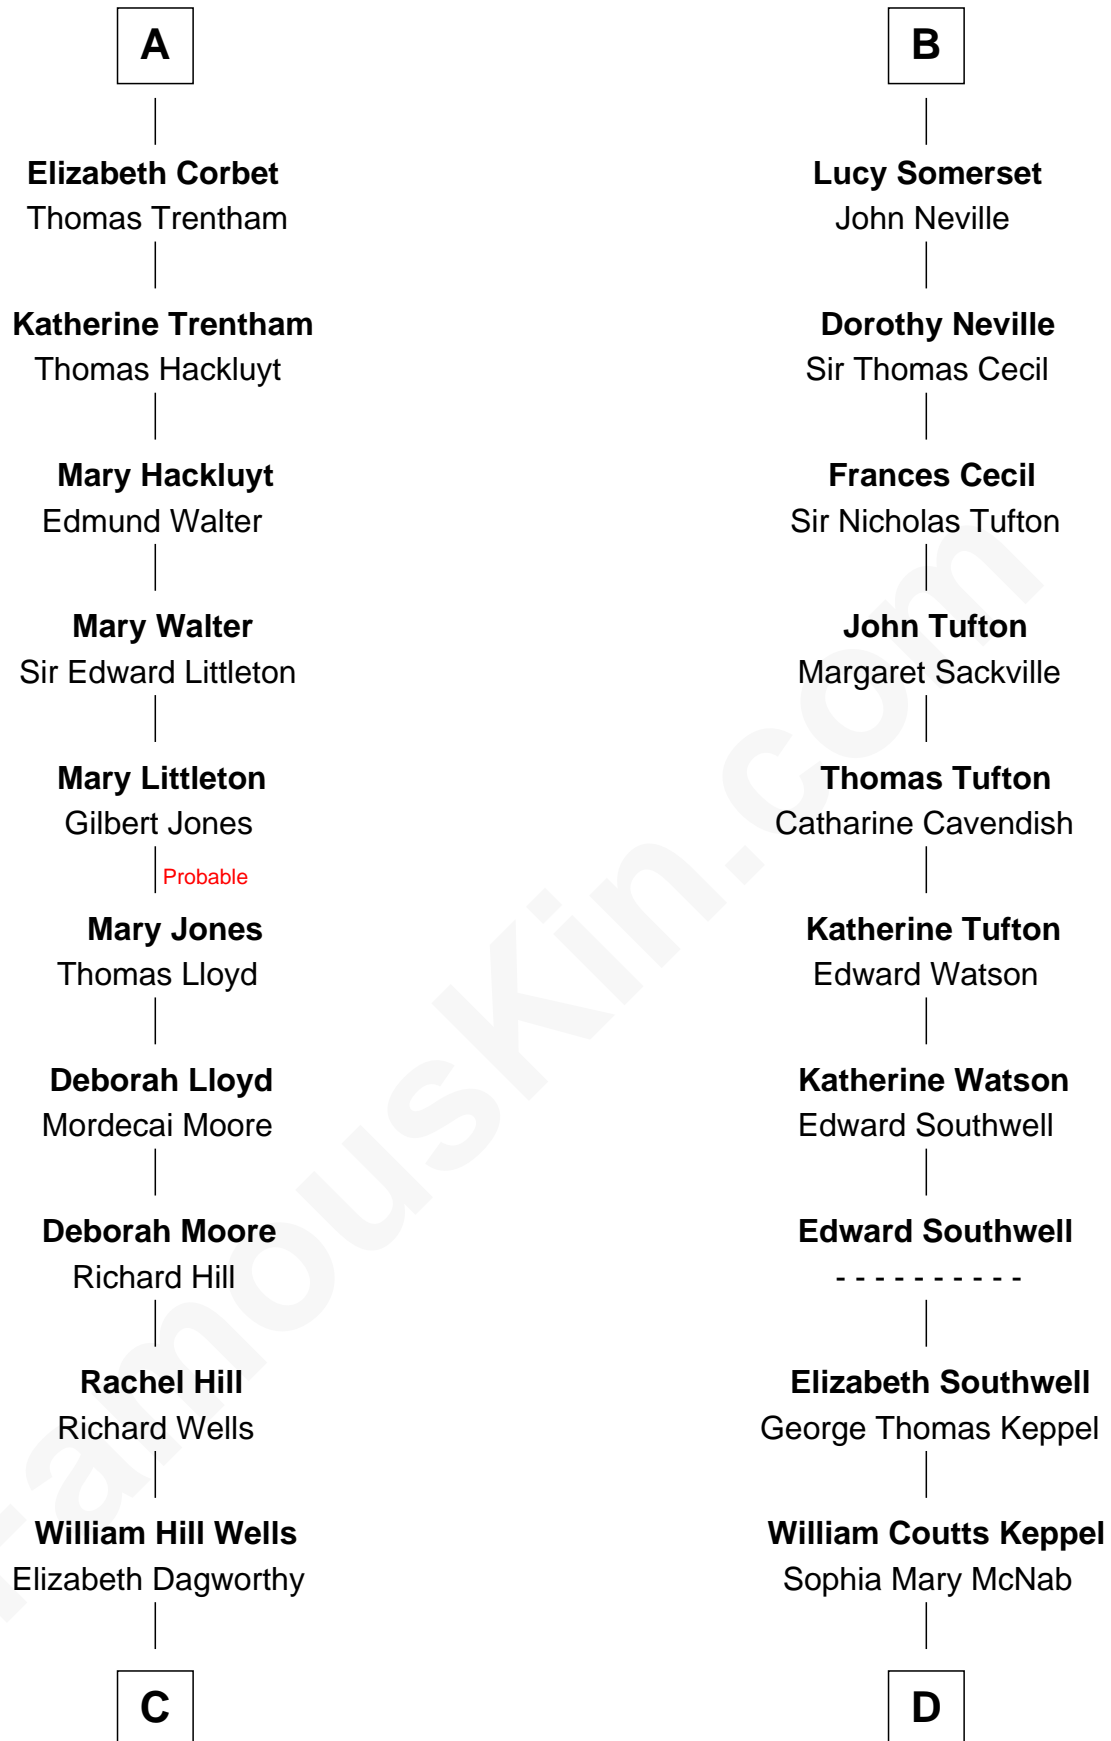 A
Elizabeth Corbet
Thomas Trentham
Katherine Trentham
Thomas Hackluyt
Mary Hackluyt
Edmund Walter
Mary Walter
Sir Edward Littleton
Mary Littleton
Gilbert Jones
Probable
Mary Jones
Thomas Lloyd
Deborah Lloyd
Mordecai Moore
Deborah Moore
Richard Hill
Rachel Hill
Richard Wells
William Hill Wells
Elizabeth Dagworthy
C
B
Lucy Somerset
John Neville
Dorothy Neville
Sir Thomas Cecil
Frances Cecil
Sir Nicholas Tufton
John Tufton
Margaret Sackville
Thomas Tufton
Catharine Cavendish
Katherine Tufton
Edward Watson
Katherine Watson
Edward Southwell
Edward Southwell
- - - - - - - - - -
Elizabeth Southwell
George Thomas Keppel
William Coutts Keppel
Sophia Mary McNab
D
FamousKin.com